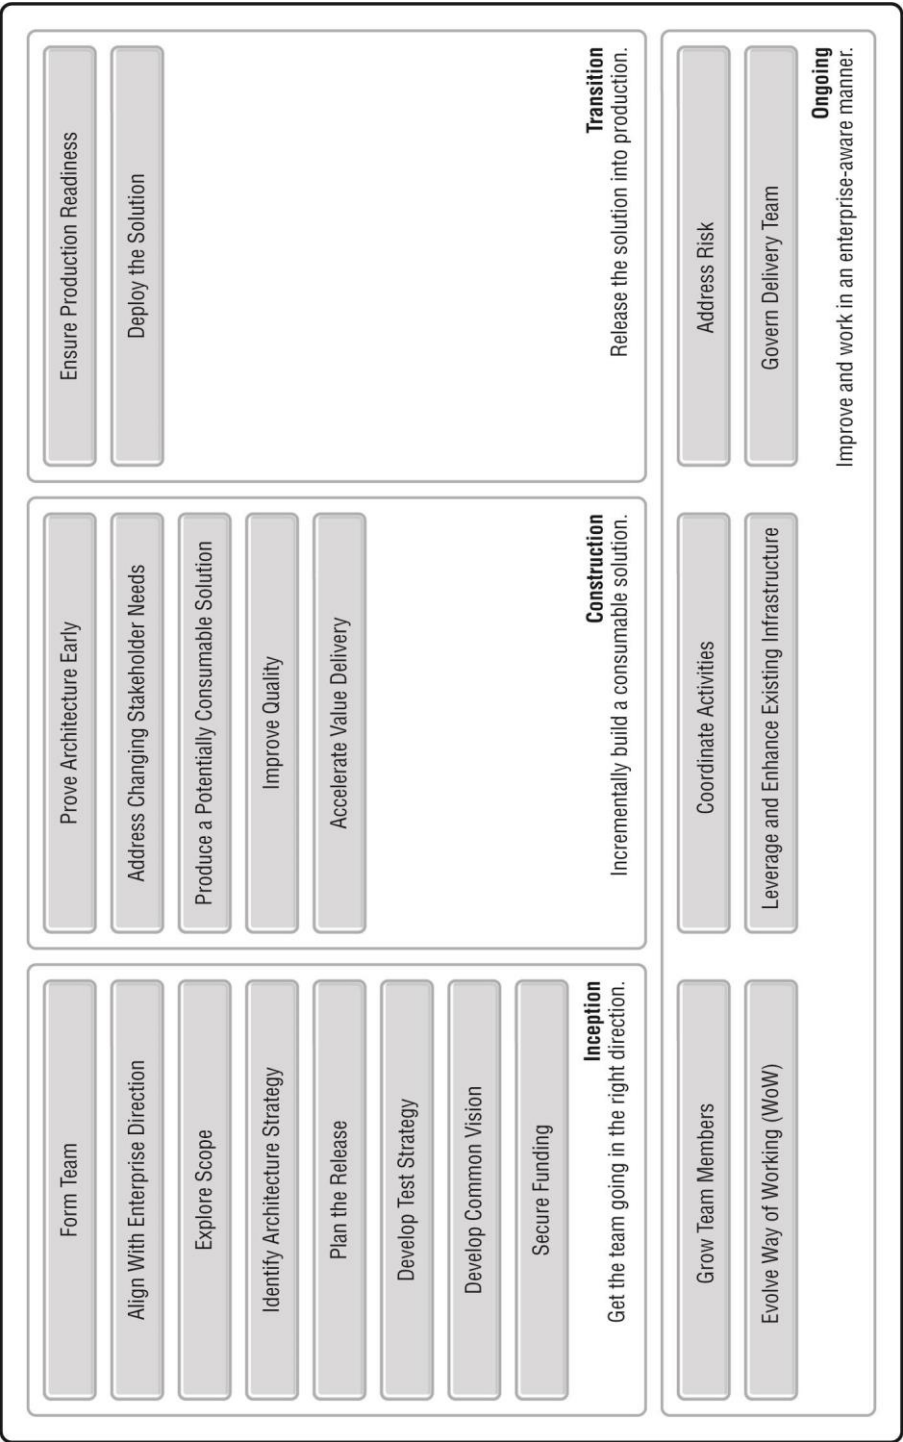 Form Team
Align With Enterprise Direction
Explore Scope
Identify Architecture Strategy
Plan the Release
Develop Test Strategy
Develop Common Vision
Secure Funding
Inception
Get the team going in the right direction.
Prove Architecture Early
Address Changing Stakeholder Needs
Produce a Potentially Consumable Solution
Improve Quality
Accelerate Value Delivery
Construction
Incrementally build a consumable solution.
Ensure Production Readiness
Deploy the Solution
Transition
Release the solution into production.
Grow Team Members
Evolve Way of Working (WoW)
Coordinate Activities
Leverage and Enhance Existing Infrastructure
Address Risk
Govern Delivery Team
Ongoing
Improve and work in an enterprise-aware manner.